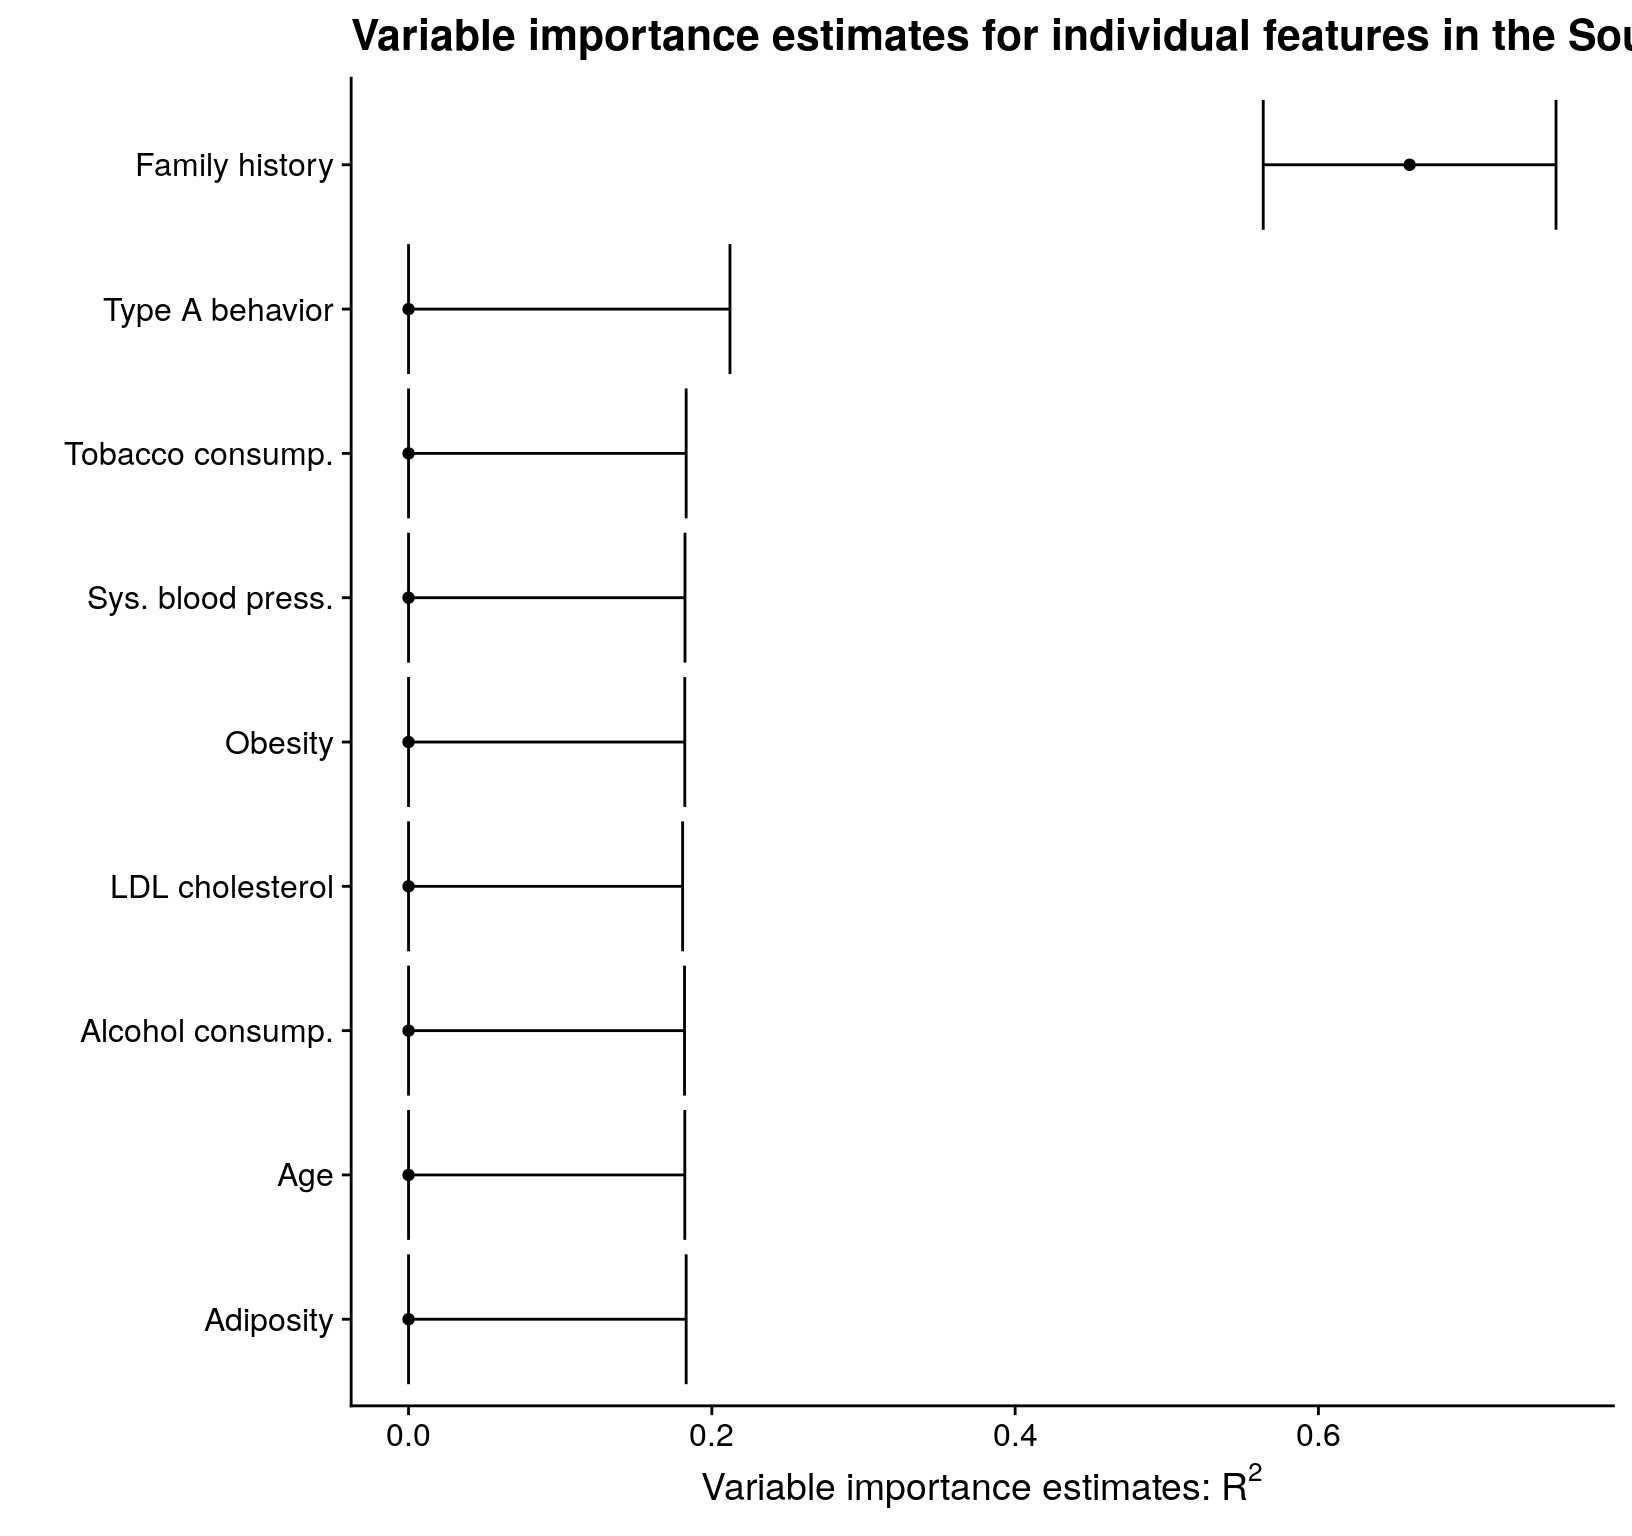 Variable importance estimates for individual features in the Sou
Family history
Type A behavior
Tobacco consump.
Sys. blood press.
Obesity
LDL cholesterol
Alcohol consump.
Age
Adiposity
0.0 0.2 0.4 0.6
Variable importance estimates: R²